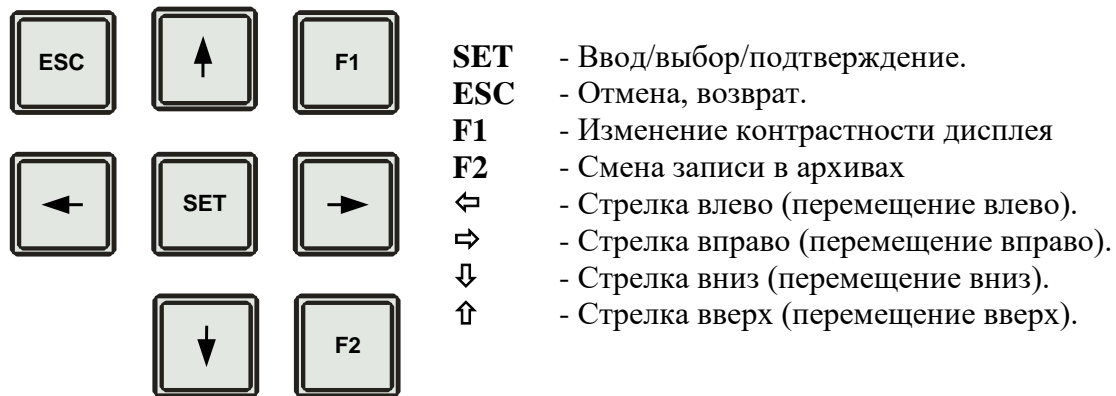 ESC
F1
SET
F2
SET - Ввод/выбор/подтверждение.
ESC - Отмена, возврат.
F1 - Изменение контрастности дисплея
F2 - Смена записи в архивах
⇦ - Стрелка влево (перемещение влево).
⇨ - Стрелка вправо (перемещение вправо).
⇩ - Стрелка вниз (перемещение вниз).
⇧ - Стрелка вверх (перемещение вверх).